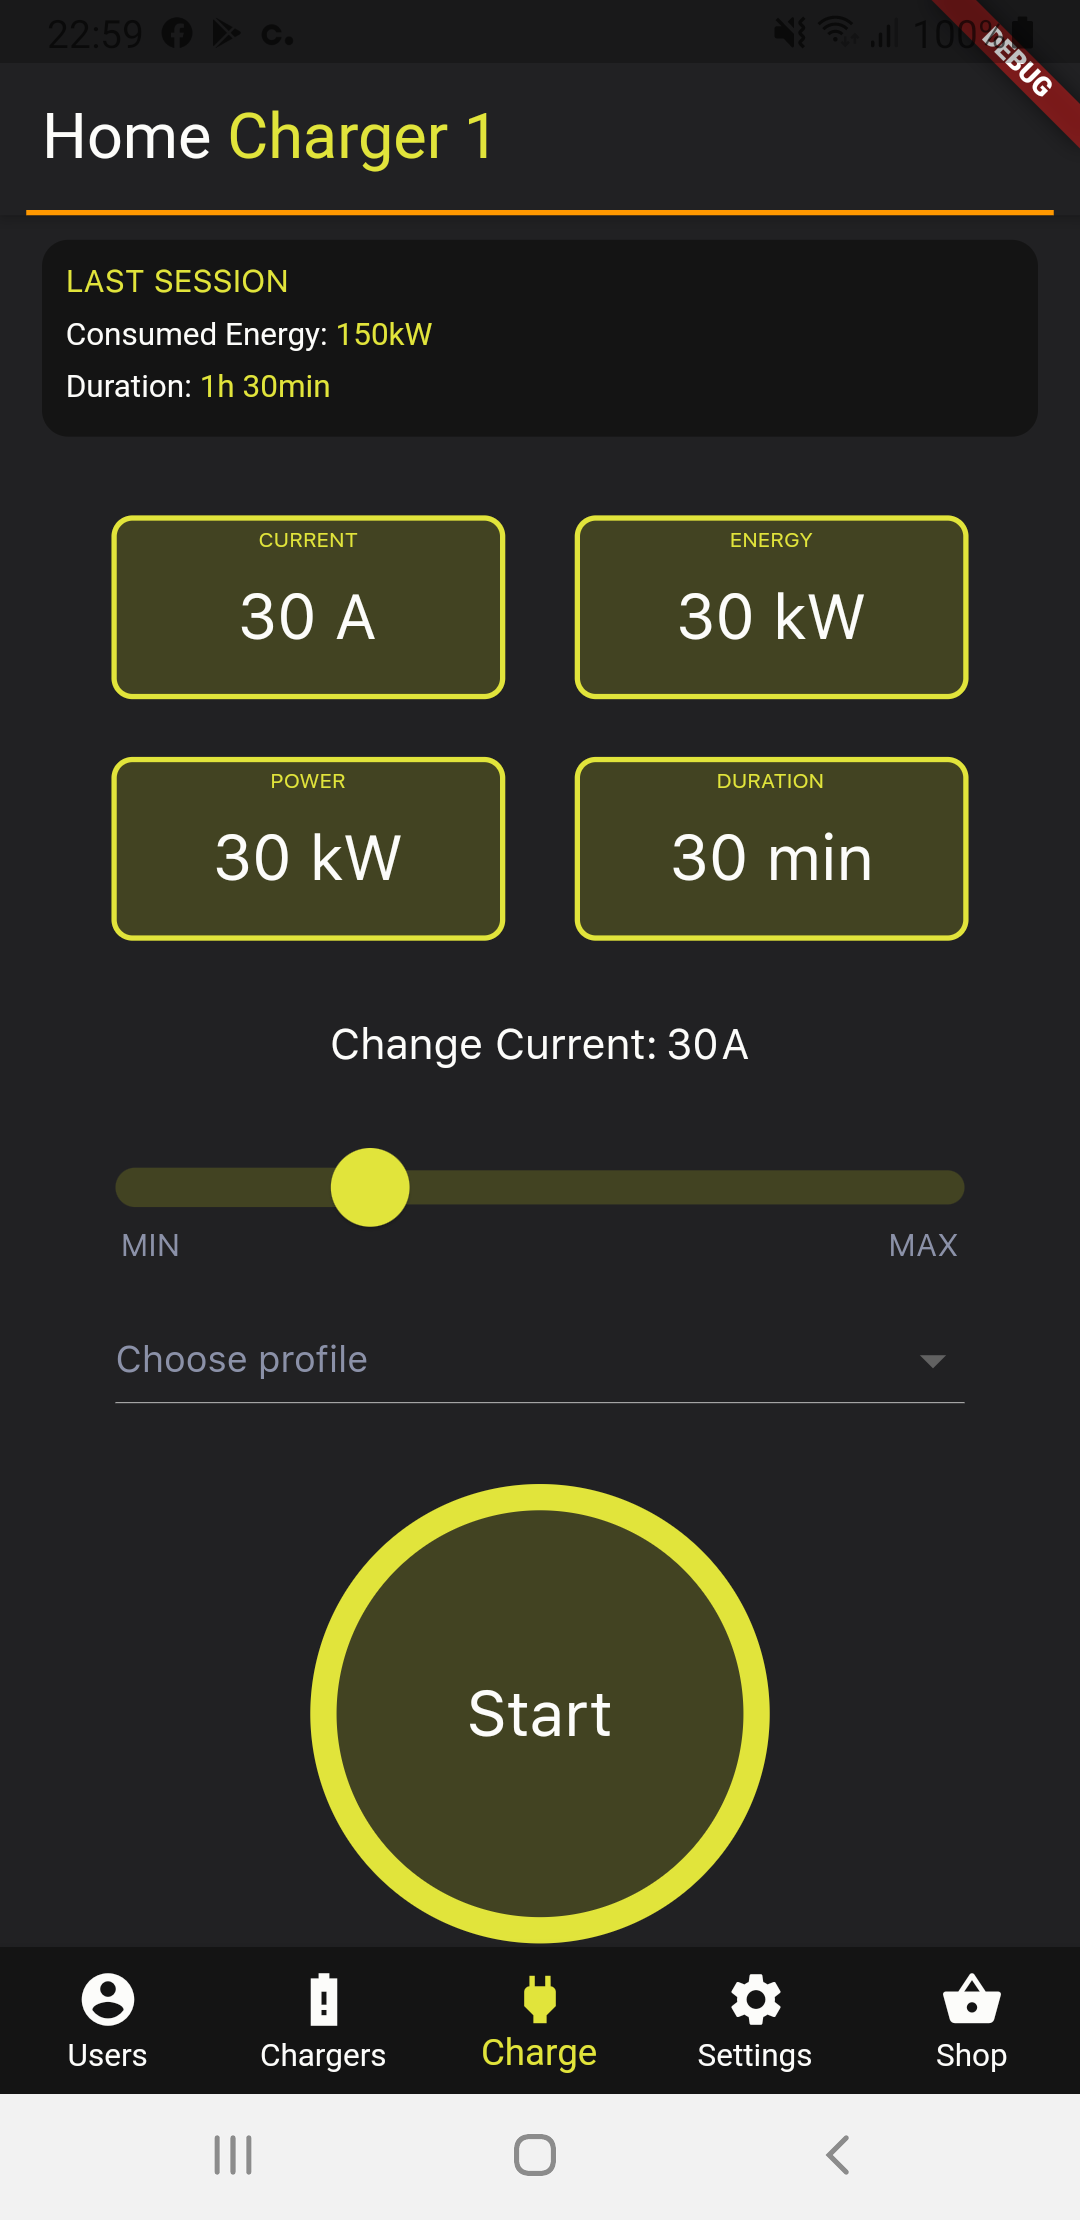 22:59
100%
DEBUG
Home Charger 1
LAST SESSION
Consumed Energy: 150kW
Duration: 1h 30min
CURRENT
30 A
ENERGY
30 kW
POWER
30 kW
DURATION
30 min
Change Current: 30A
MIN
MAX
Choose profile
Start
Users
Chargers
Charge
Settings
Shop